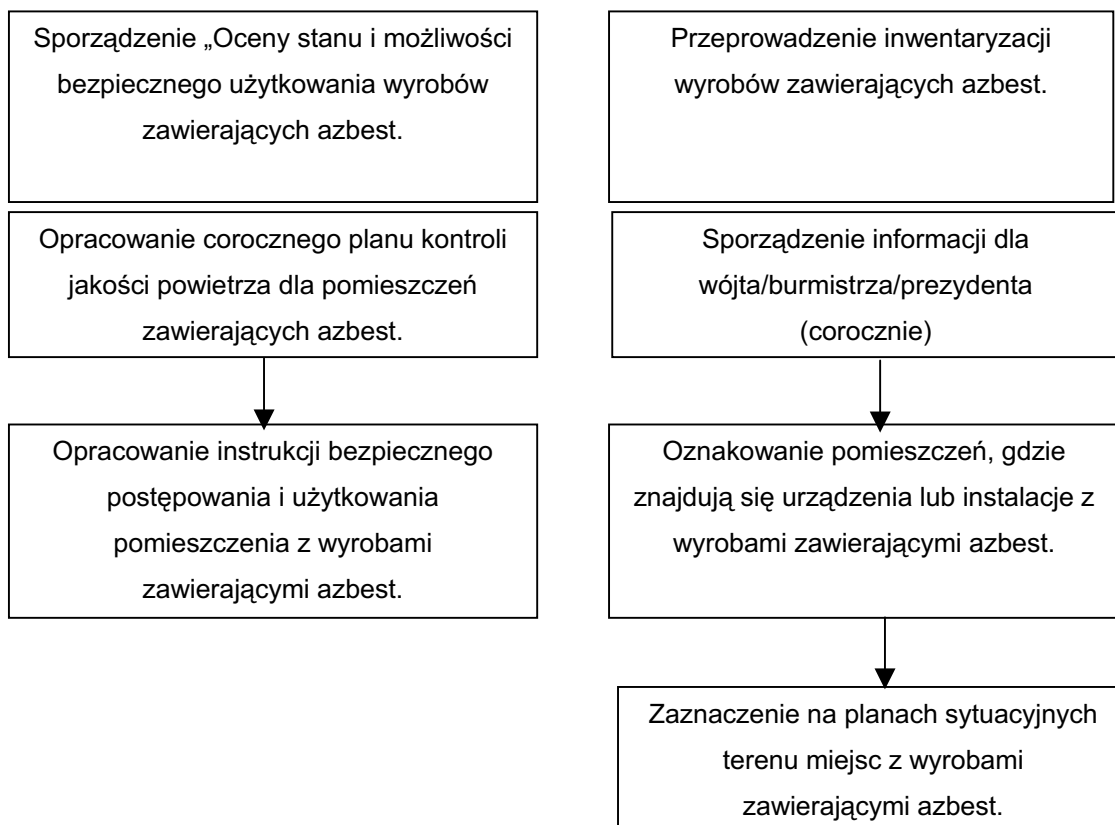 Sporządzenie „Oceny stanu i możliwości
bezpiecznego użytkowania wyrobów
zawierających azbest.
Przeprowadzenie inwentaryzacji
wyrobów zawierających azbest.
Opracowanie corocznego planu kontroli
jakości powietrza dla pomieszczeń
zawierających azbest.
Sporządzenie informacji dla
wójta/burmistrza/prezydenta
(corocznie)
Opracowanie instrukcji bezpiecznego
postępowania i użytkowania
pomieszczenia z wyrobami
zawierającymi azbest.
Oznakowanie pomieszczeń, gdzie
znajdują się urządzenia lub instalacje z
wyrobami zawierającymi azbest.
Zaznaczenie na planach sytuacyjnych
terenu miejsc z wyrobami
zawierającymi azbest.